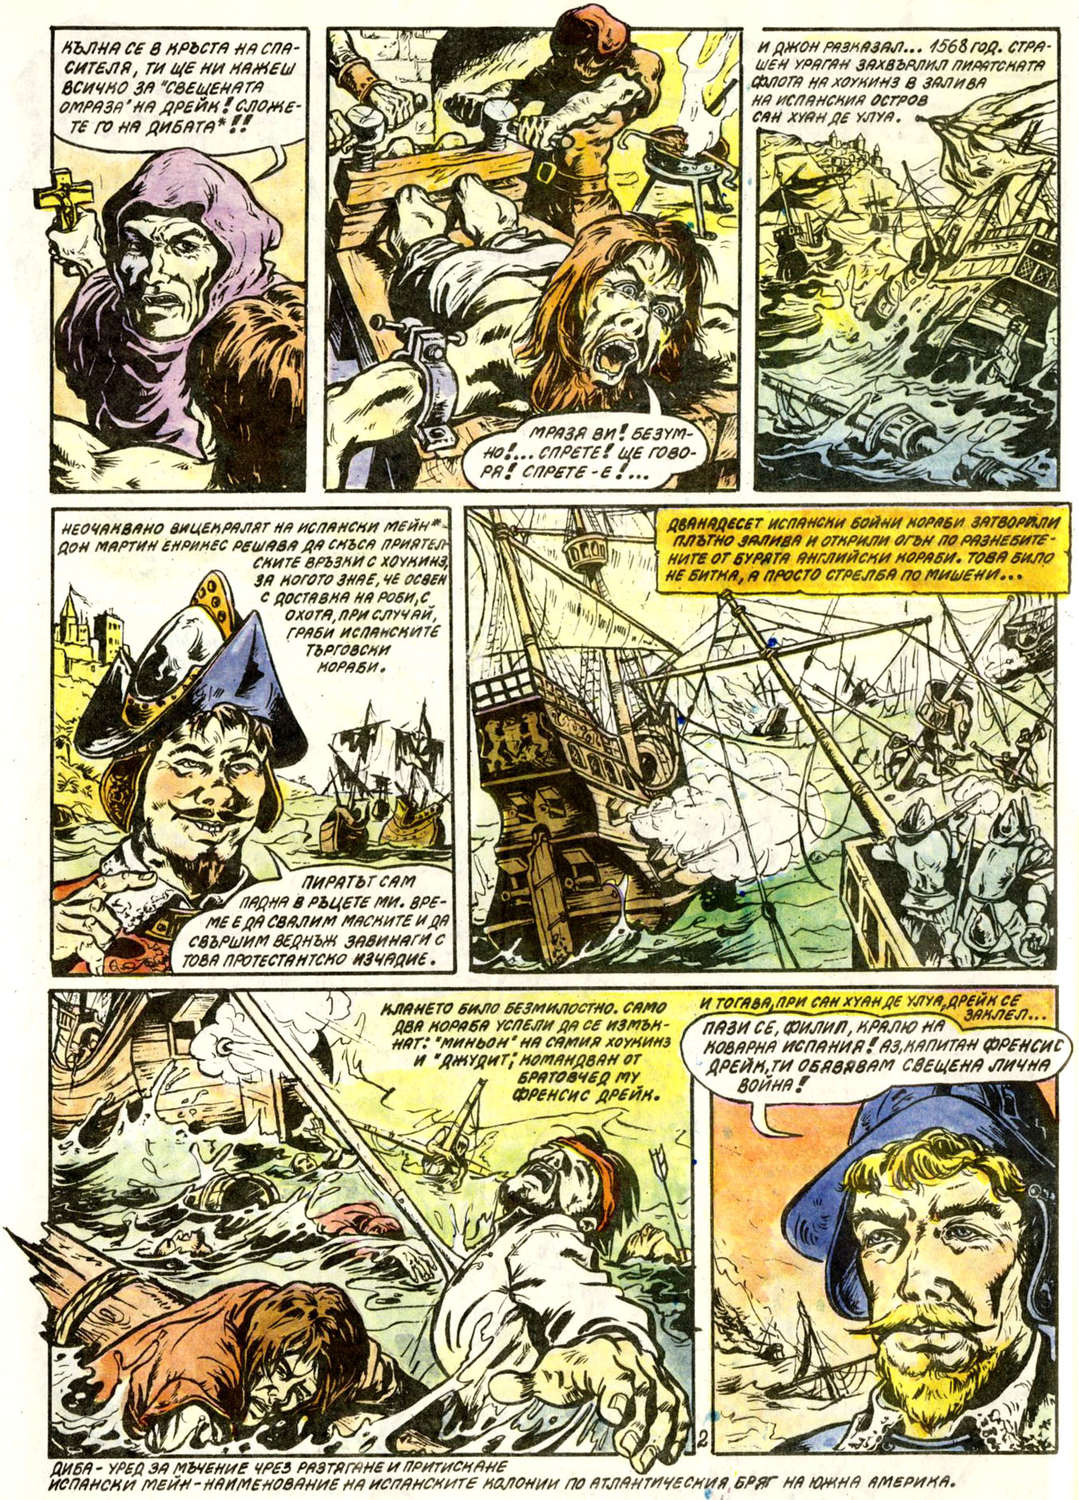 КЪЛНА СЕ В КРЪСТА НА СПА-
СИТЕЛЯ, ТИ ЩЕ НИ КАЖЕШ
ВСИЧКО ЗА "СВЕЩЕНАТА
ОМРАЗА" НА ДРЕЙК! СЛОЖЕ-
ТЕ ГО НА ДИБАТА*!!
МРАЗЯ ВИ! БЕЗУМ-
НО!... СПРЕТЕ! ЩЕ ГОВО-
РЯ! СПРЕТЕ-Е!...
И ДЖОН РАЗКАЗАЛ... 1568 ГОД. СТРА-
ШЕН УРАГАН ЗАХВЪРЛИЛ ПИРАТСКАТА
ФЛОТА НА ХОУКИНЗ В ЗАЛИВА
НА ИСПАНСКИЯ ОСТРОВ
САН ХУАН ДЕ УЛУА.
НЕОЧАКВАНО ВИЦЕКРАЛЯТ НА ИСПАНСКИ МЕЙН*
ДОН МАРТИН ЕНРИКЕС РЕШАВА ДА СКЪСА ПРИЯТЕЛ-
СКИТЕ ВРЪЗКИ С ХОУКИНЗ,
ЗА КОГОТО ЗНАЕ, ЧЕ ОСВЕН
С ДОСТАВКА НА РОБИ, С
ОХОТА, ПРИ СЛУЧАЙ,
ГРАБИ ИСПАНСКИТЕ
ТЪРГОВСКИ
КОРАБИ.
ПИРАТЪТ САМ
ПАДНА В РЪЦЕТЕ МИ. ВРЕ-
МЕ Е ДА СВАЛИМ МАСКИТЕ И ДА
СВЪРШИМ ВЕДНЪЖ ЗАВИНАГИ С
ТОВА ПРОТЕСТАНТСКО ИЗЧАДИЕ.
ДВАНАДЕСЕТ ИСПАНСКИ БОЙНИ КОРАБИ ЗАТВОРИЛИ
ПЛЪТНО ЗАЛИВА И ОТКРИЛИ ОГЪН ПО РАЗНЕБИТЕ-
НИТЕ ОТ БУРЯТА АНГЛИЙСКИ КОРАБИ. ТОВА БИЛО
НЕ БИТКА, А ПРОСТО СТРЕЛБА ПО МИШЕНИ...
КЛАНЕТО БИЛО БЕЗМИЛОСТНО. САМО
ДВА КОРАБА УСПЕЛИ ДА СЕ ИЗМЪК-
НАТ: "МИНЬОН" НА САМИЯ ХОУКИНЗ
И "ДЖУДИТ", КОМАНДВАН ОТ
БРАТОВЧЕД МУ
ФРЕНСИС ДРЕЙК.
И ТОГАВА, ПРИ САН ХУАН ДЕ УЛУА, ДРЕЙК СЕ
ЗАКЛЕЛ...
ПАЗИ СЕ, ФИЛИП, КРАЛЮ НА
КОВАРНА ИСПАНИЯ! АЗ, КАПИТАН ФРЕНСИС
ДРЕЙК, ТИ ОБЯВЯВАМ СВЕЩЕНА ЛИЧНА
ВОЙНА!
2
ДИБА - УРЕД ЗА МЪЧЕНИЕ ЧРЕЗ РАЗТЯГАНЕ И ПРИТИСКАНЕ
ИСПАНСКИ МЕЙН - НАИМЕНОВАНИЕ НА ИСПАНСКИТЕ КОЛОНИИ ПО АТЛАНТИЧЕСКИЯ БРЯГ НА ЮЖНА АМЕРИКА.